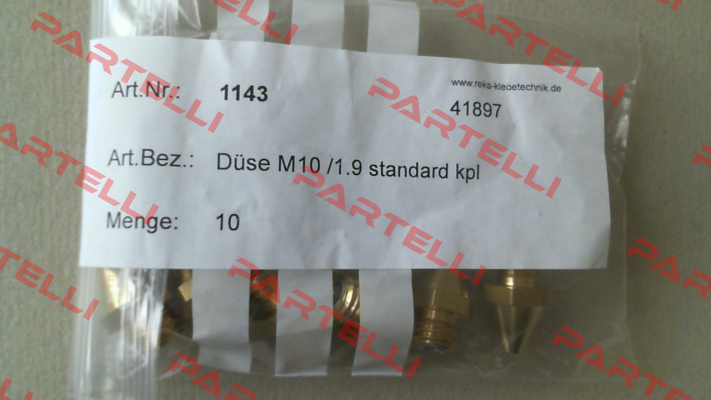 www.reka-klebetechnik.de
Art.Nr.: 1143
41897
Art.Bez.: Düse M10 /1.9 standard kpl
Menge: 10
PARTELLI
PARTELLI
PARTELLI
PARTELLI
PARTELLI
PARTELLI
PARTELLI
PARTELLI
PARTELLI